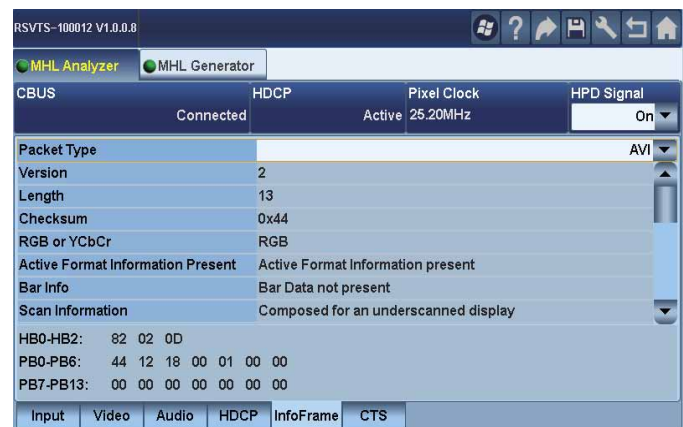 RSVTS-100012 V1.0.0.8
?
MHL Analyzer MHL Generator
CBUS HDCP Pixel Clock HPD Signal
Connected Active 25.20MHz On
Packet Type AVI
Version 2
Length 13
Checksum 0x44
RGB or YCbCr RGB
Active Format Information Present Active Format Information present
Bar Info Bar Data not present
Scan Information Composed for an underscanned display
HB0-HB2: 82 02 0D
PB0-PB6: 44 12 18 00 01 00 00
PB7-PB13: 00 00 00 00 00 00 00
Input Video Audio HDCP InfoFrame CTS